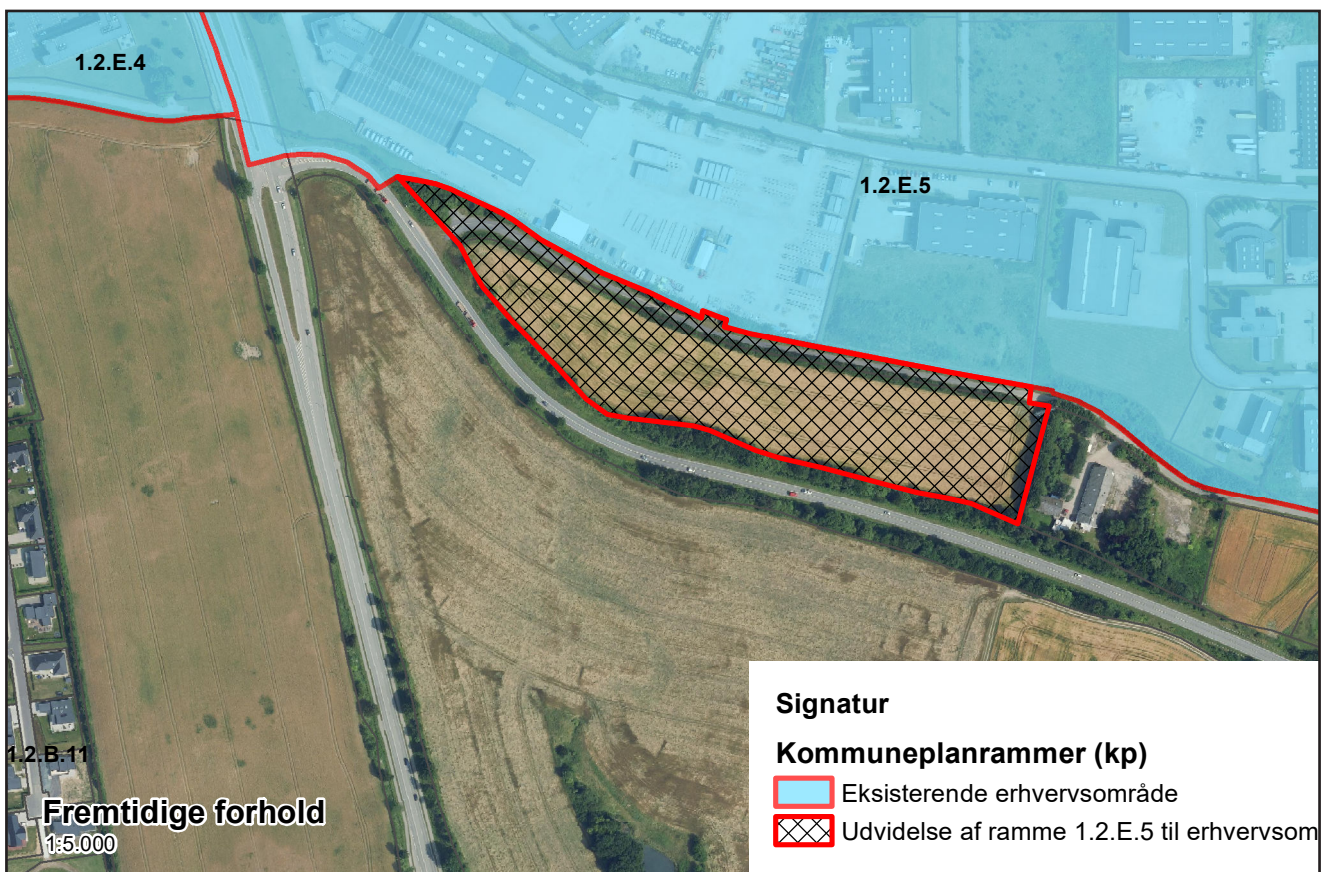 1.2.E.4
1.2.E.5
1.2.B.11
Fremtidige forhold
1:5.000
Signatur
Kommuneplanrammer (kp)
Eksisterende erhvervsområde
Udvidelse af ramme 1.2.E.5 til erhvervsom